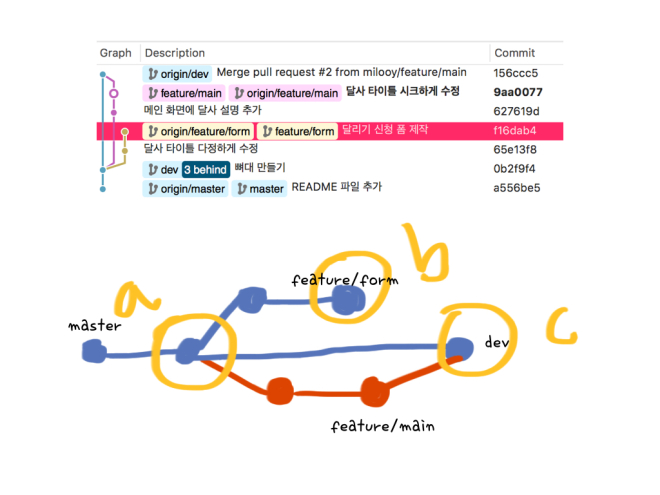 Graph Description Commit
origin/dev Merge pull request #2 from milooy/feature/main 156ccc5
feature/main origin/feature/main 달사 타이틀 시크하게 수정 9aa0077
메인 화면에 달사 설명 추가 627619d
origin/feature/form feature/form 달리기 신청 폼 제작 f16dab4
달사 타이틀 다정하게 수정 65e13f8
dev 3 behind 뼈대 만들기 0b2f9f4
origin/master master README 파일 추가 a556be5
b
feature/form
a
master
c
dev
feature/main